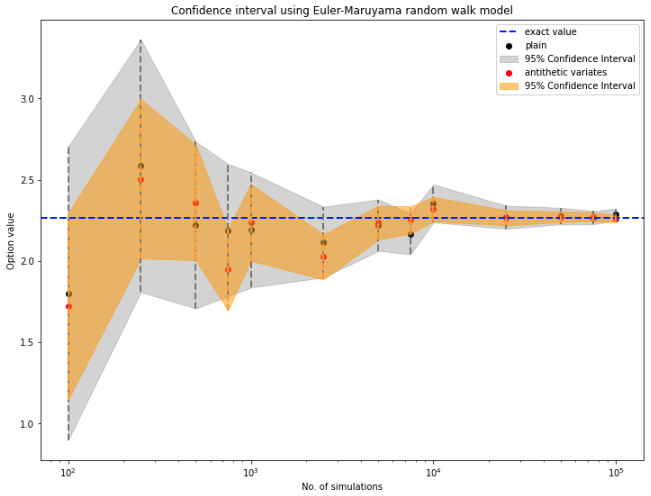 Confidence interval using Euler-Maruyama random walk model
exact value
plain
95% Confidence Interval
antithetic variates
95% Confidence Interval
Option value
3.0
2.5
2.0
1.5
1.0
10²
10³
10⁴
10⁵
No. of simulations